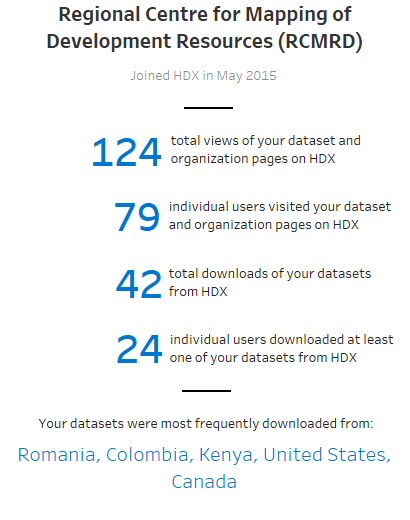 Regional Centre for Mapping of
Development Resources (RCMRD)
Joined HDX in May 2015
124 total views of your dataset and
organization pages on HDX
79 individual users visited your dataset
and organization pages on HDX
42 total downloads of your datasets
from HDX
24 individual users downloaded at least
one of your datasets from HDX
Your datasets were most frequently downloaded from:
Romania, Colombia, Kenya, United States,
Canada